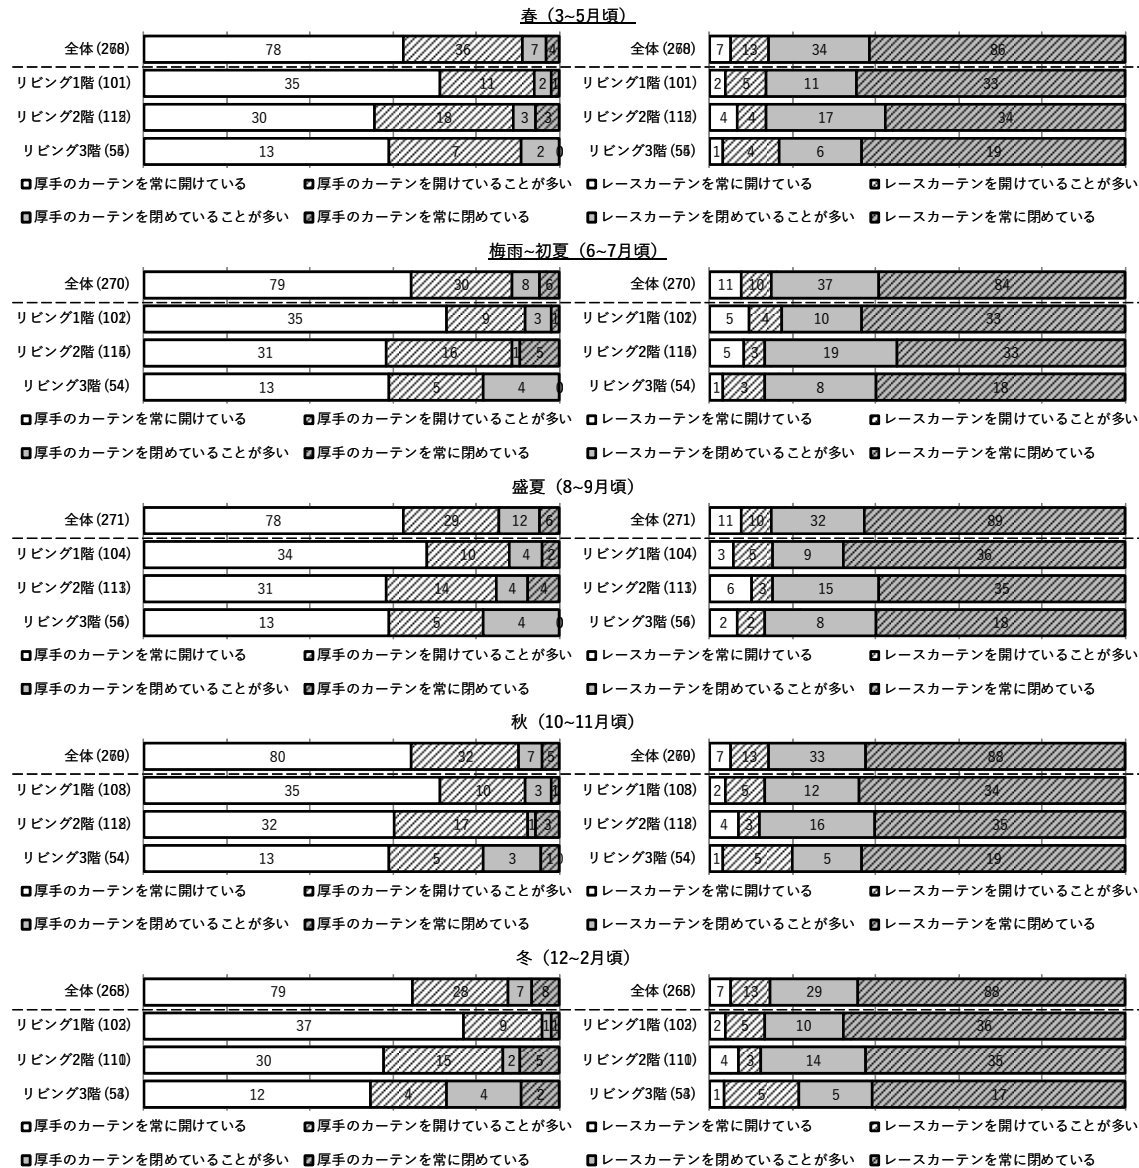 春（3~5月頃）
全体 78 36 7 4 全体 7 13 34 86
リビング1階 (101) 35 11 2 1 リビング1階 (101) 2 5 11 33
リビング2階 30 18 3 3 リビング2階 4 4 17 34
リビング3階 13 7 2 0 リビング3階 1 4 6 19
厚手のカーテンを常に開けている 厚手のカーテンを開けていることが多い レースカーテンを常に開けている レースカーテンを開けていることが多い
厚手のカーテンを閉めていることが多い 厚手のカーテンを常に閉めている レースカーテンを閉めていることが多い レースカーテンを常に閉めている
梅雨~初夏（6~7月頃）
全体 (270) 79 30 8 6 全体 (270) 11 10 37 84
リビング1階 35 9 3 1 リビング1階 5 4 10 33
リビング2階 31 16 1 5 リビング2階 5 3 19 33
リビング3階 (54) 13 5 4 0 リビング3階 (54) 1 3 8 18
厚手のカーテンを常に開けている 厚手のカーテンを開けていることが多い レースカーテンを常に開けている レースカーテンを開けていることが多い
厚手のカーテンを閉めていることが多い 厚手のカーテンを常に閉めている レースカーテンを閉めていることが多い レースカーテンを常に閉めている
盛夏（8~9月頃）
全体 (271) 78 29 12 6 全体 (271) 11 10 32 89
リビング1階 (104) 34 10 4 2 リビング1階 (104) 3 5 9 36
リビング2階 31 14 4 4 リビング2階 6 3 15 35
リビング3階 13 5 4 0 リビング3階 2 2 8 18
厚手のカーテンを常に開けている 厚手のカーテンを開けていることが多い レースカーテンを常に開けている レースカーテンを開けていることが多い
厚手のカーテンを閉めていることが多い 厚手のカーテンを常に閉めている レースカーテンを閉めていることが多い レースカーテンを常に閉めている
秋（10~11月頃）
全体 80 32 7 5 全体 7 13 33 88
リビング1階 35 10 3 1 リビング1階 2 5 12 34
リビング2階 32 17 1 3 リビング2階 4 3 16 35
リビング3階 (54) 13 5 3 1 0 リビング3階 (54) 1 5 5 19
厚手のカーテンを常に開けている 厚手のカーテンを開けていることが多い レースカーテンを常に開けている レースカーテンを開けていることが多い
厚手のカーテンを閉めていることが多い 厚手のカーテンを常に閉めている レースカーテンを閉めていることが多い レースカーテンを常に閉めている
冬（12~2月頃）
全体 79 28 7 8 全体 7 13 29 88
リビング1階 37 9 1 1 リビング1階 2 5 10 36
リビング2階 30 15 2 5 リビング2階 4 3 14 35
リビング3階 12 4 4 2 リビング3階 1 5 5 17
厚手のカーテンを常に開けている 厚手のカーテンを開けていることが多い レースカーテンを常に開けている レースカーテンを開けていることが多い
厚手のカーテンを閉めていることが多い 厚手のカーテンを常に閉めている レースカーテンを閉めていることが多い レースカーテンを常に閉めている